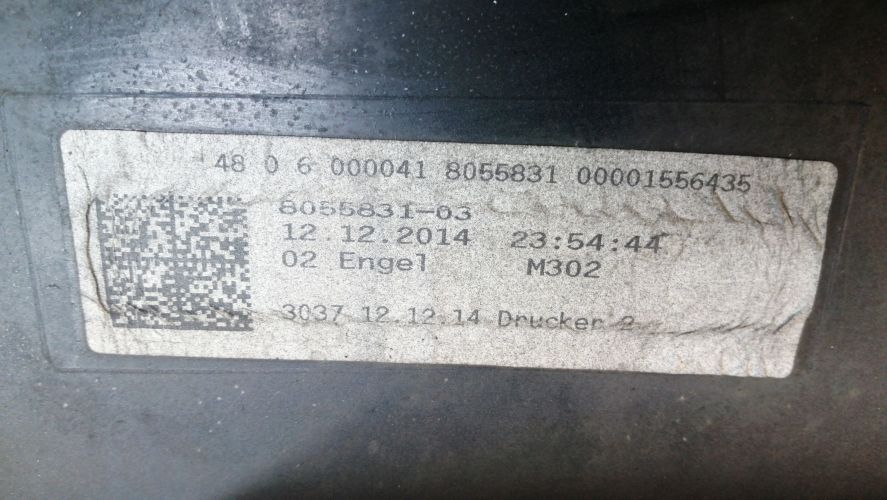 48 0 6 000041 8055831 00001556435
8055831-03
12.12.2014 23:54:44
02 Engel M302
3037 12.12.14 Drucker 2